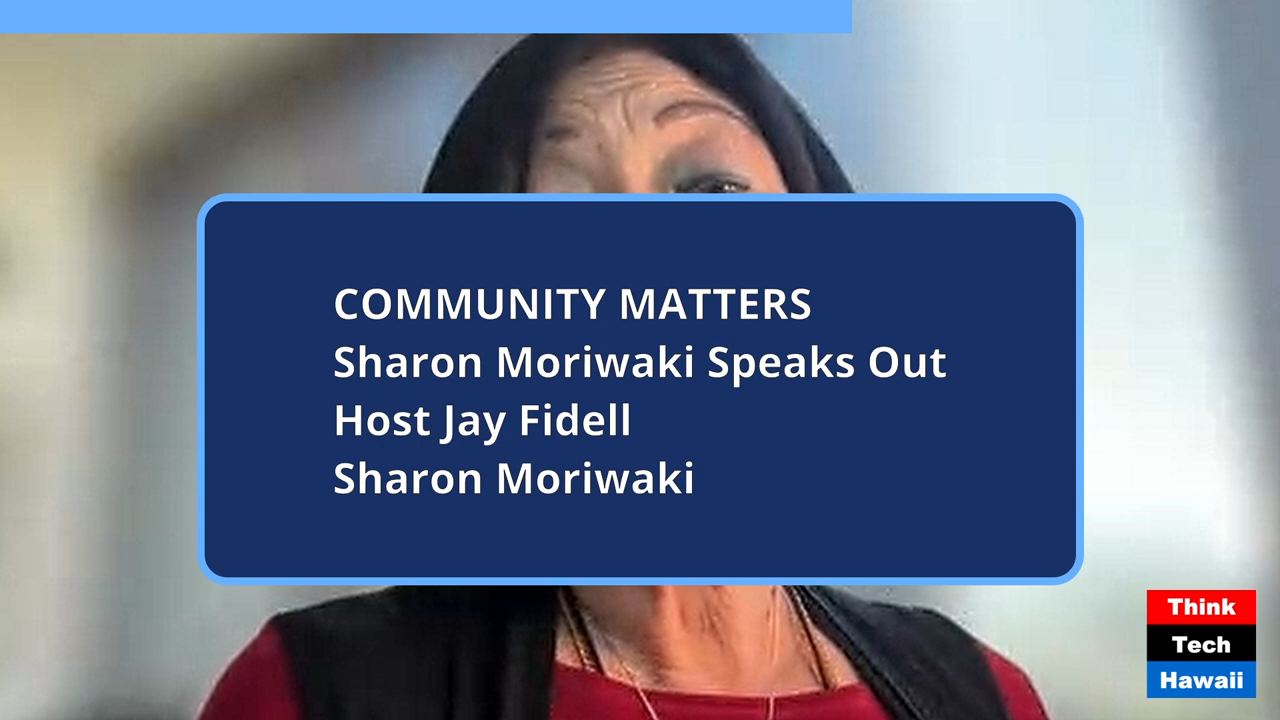 COMMUNITY MATTERS
Sharon Moriwaki Speaks Out
Host Jay Fidell
Sharon Moriwaki
Think
Tech
Hawaii